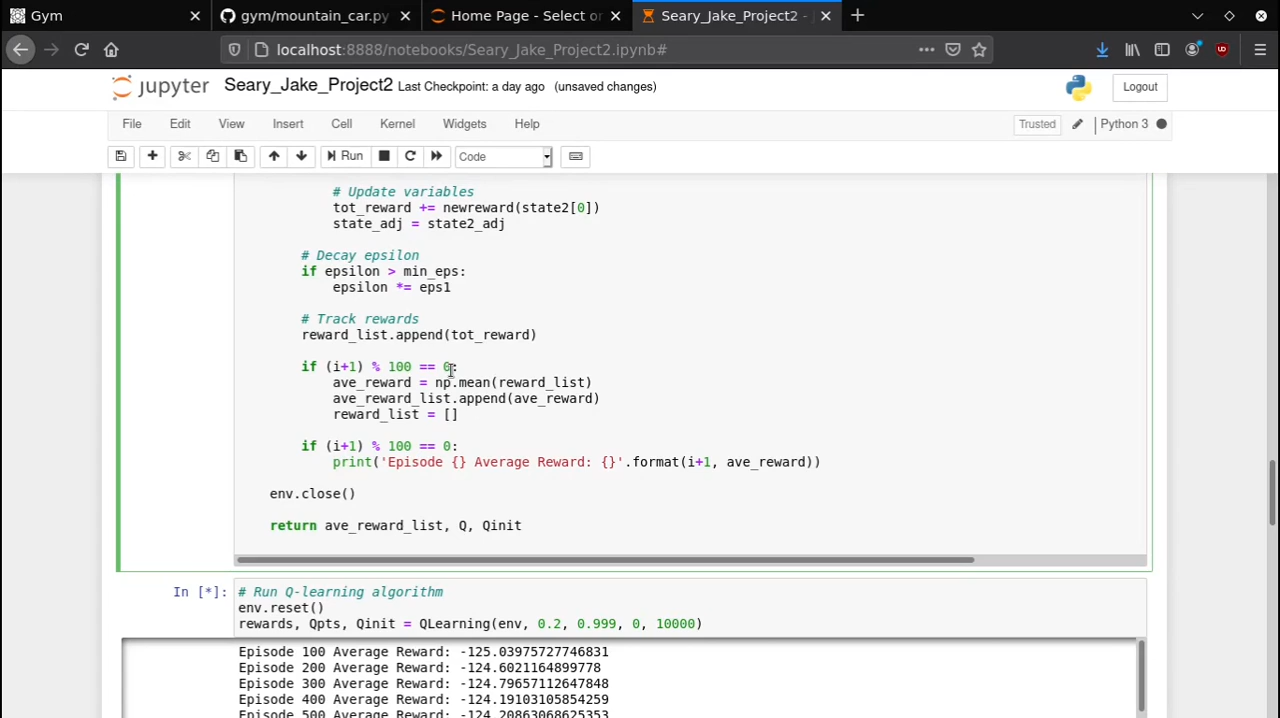 Gym
gym/mountain_car.py
Home Page - Select or
Seary_Jake_Project2 - J
localhost:8888/notebooks/Seary_Jake_Project2.ipynb#
jupyter Seary_Jake_Project2 Last Checkpoint: a day ago (unsaved changes)
Logout
File Edit View Insert Cell Kernel Widgets Help
Trusted Python 3
Run Code
# Update variables
tot_reward += newreward(state2[0])
state_adj = state2_adj
# Decay epsilon
if epsilon > min_eps:
epsilon *= eps1
# Track rewards
reward_list.append(tot_reward)
if (i+1) % 100 == 0:
ave_reward = np.mean(reward_list)
ave_reward_list.append(ave_reward)
reward_list = []
if (i+1) % 100 == 0:
print('Episode {} Average Reward: {}'.format(i+1, ave_reward))
env.close()
return ave_reward_list, Q, Qinit
In [*]: # Run Q-learning algorithm
env.reset()
rewards, Qpts, Qinit = QLearning(env, 0.2, 0.999, 0, 10000)
Episode 100 Average Reward: -125.03975727746831
Episode 200 Average Reward: -124.6021164899778
Episode 300 Average Reward: -124.79657112647848
Episode 400 Average Reward: -124.19103105854259
Episode 500 Average Reward: -124.20863068625353